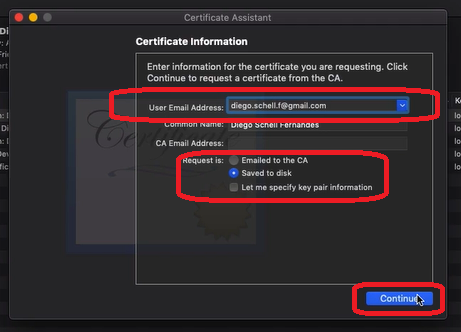 Certificate Assistant
Certificate Information
Enter information for the certificate you are requesting. Click
Continue to request a certificate from the CA.
User Email Address: diego.schell.f@gmail.com
Common Name: Diego Schell Fernandes
CA Email Address:
Request is: Emailed to the CA
Saved to disk
Let me specify key pair information
Continue